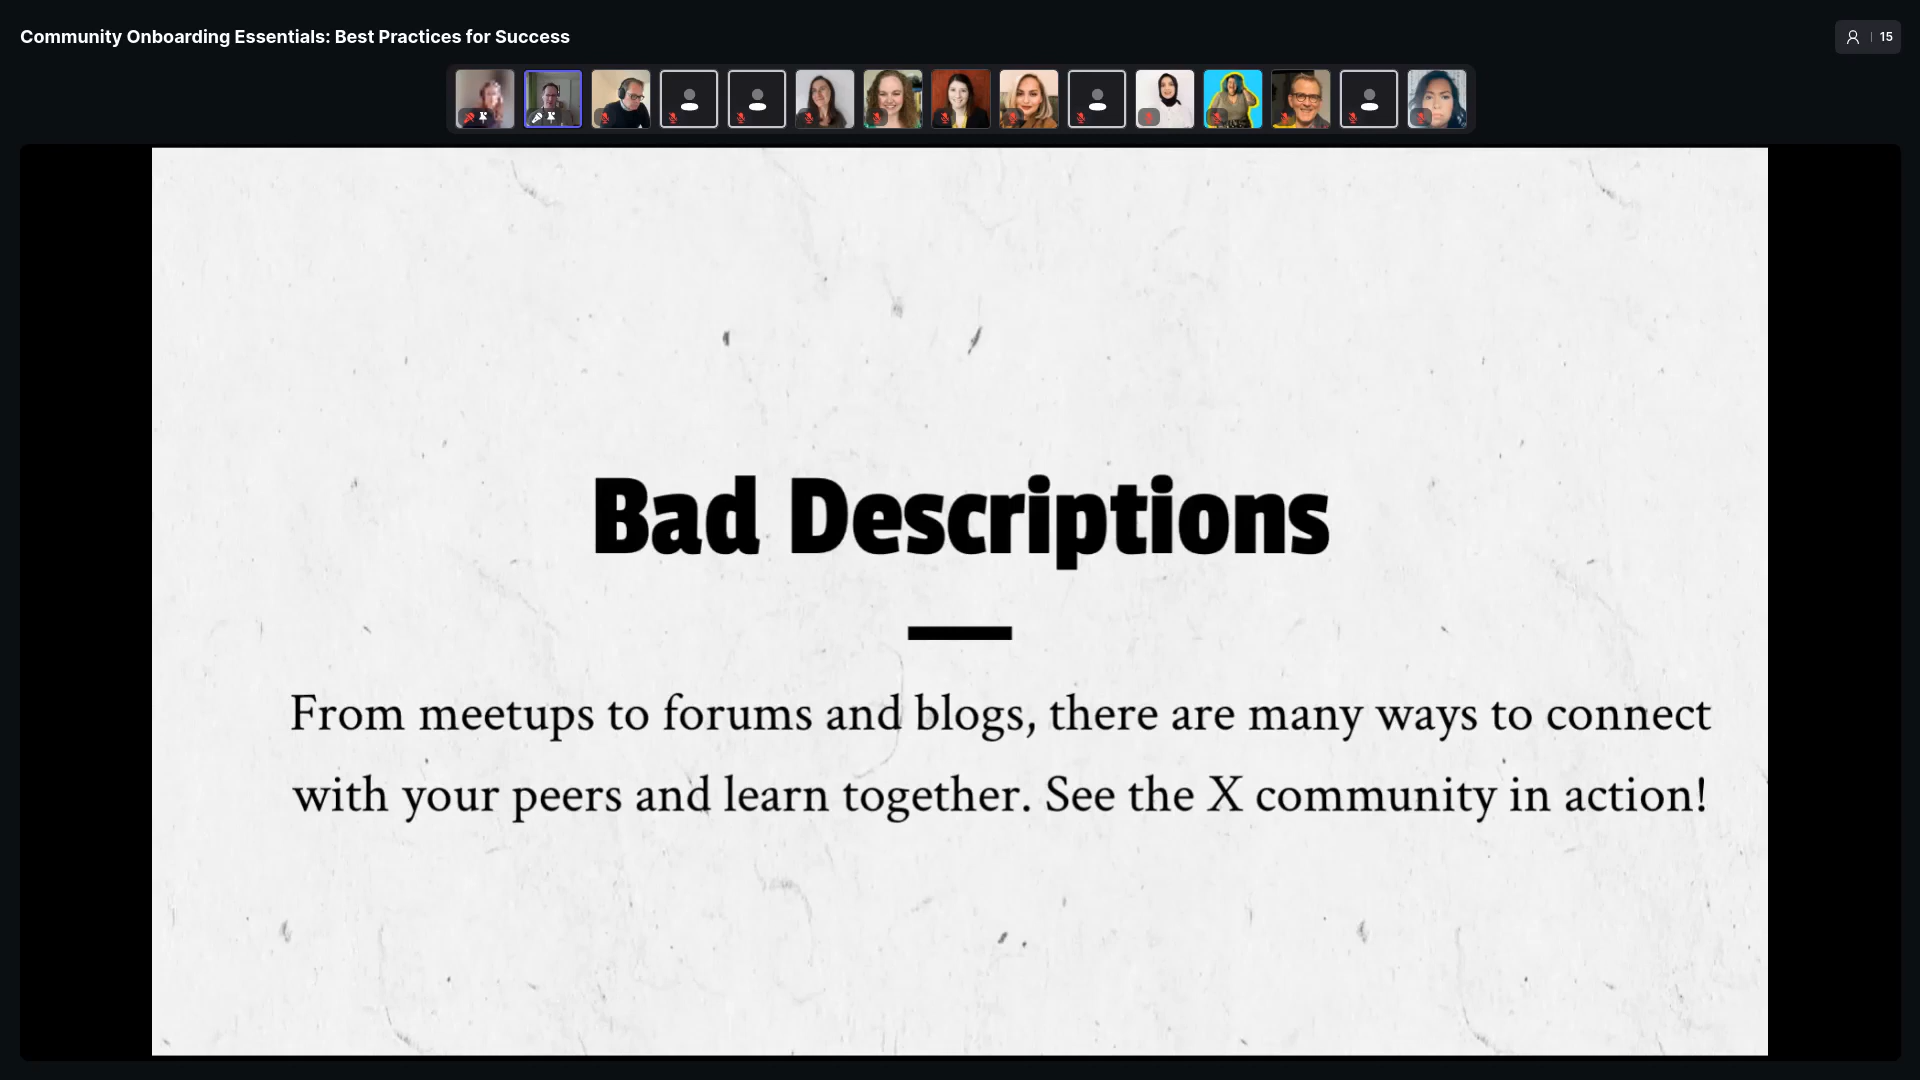 Community Onboarding Essentials: Best Practices for Success
15
Bad Descriptions
From meetups to forums and blogs, there are many ways to connect
with your peers and learn together. See the X community in action!